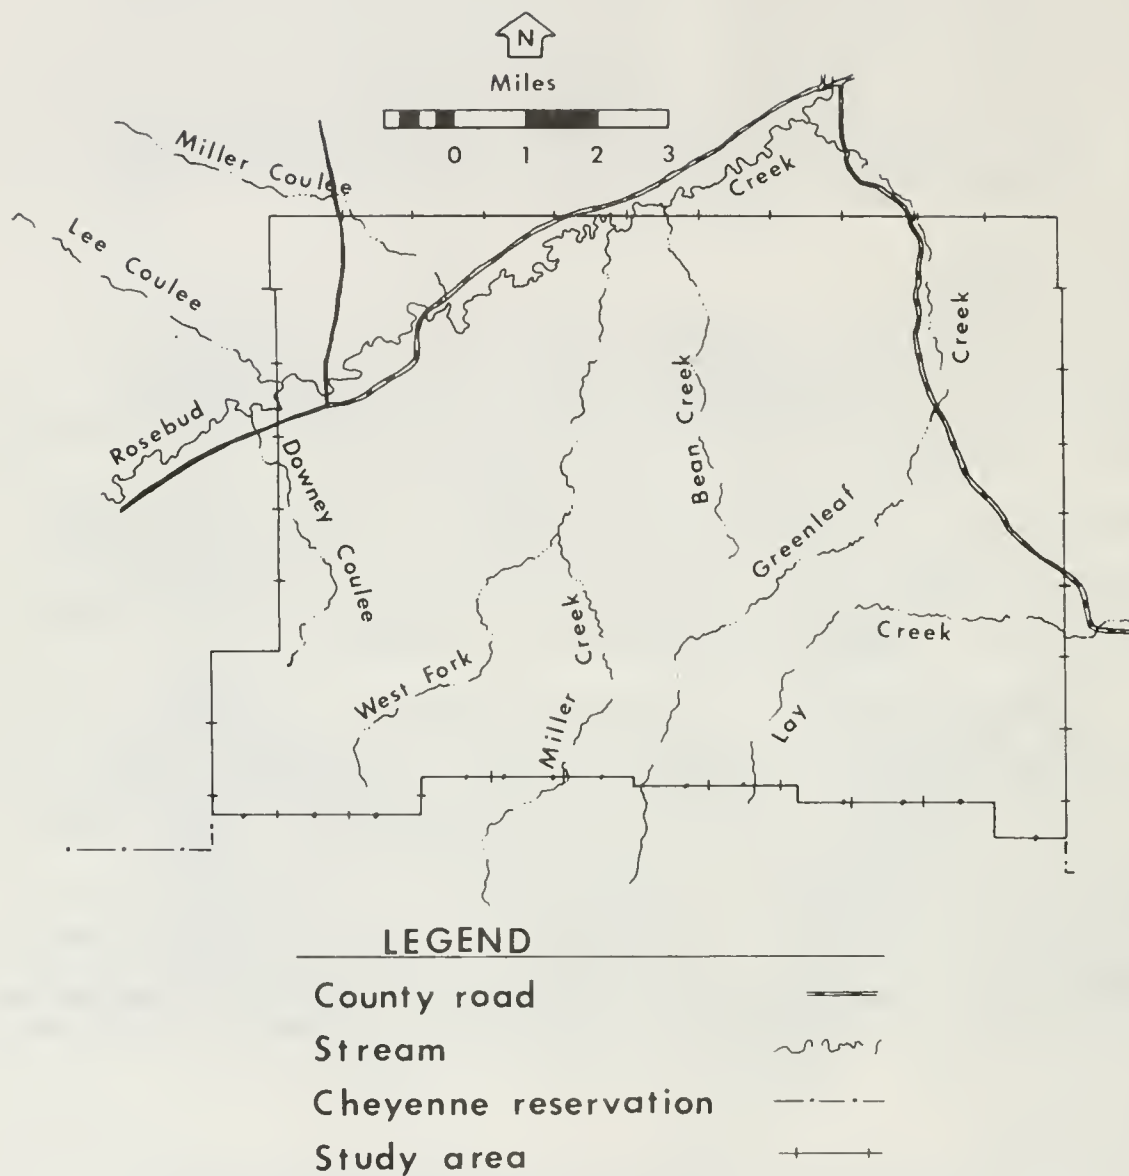 N
Miles
0 1 2 3
Miller Coulee
Creek
Lee Coulee
Creek
Rosebud
Bean Creek
Downey
Coulee
Greenleaf
Creek
Creek
West Fork
Miller
Lay
LEGEND
County road
Stream
Cheyenne reservation
Study area